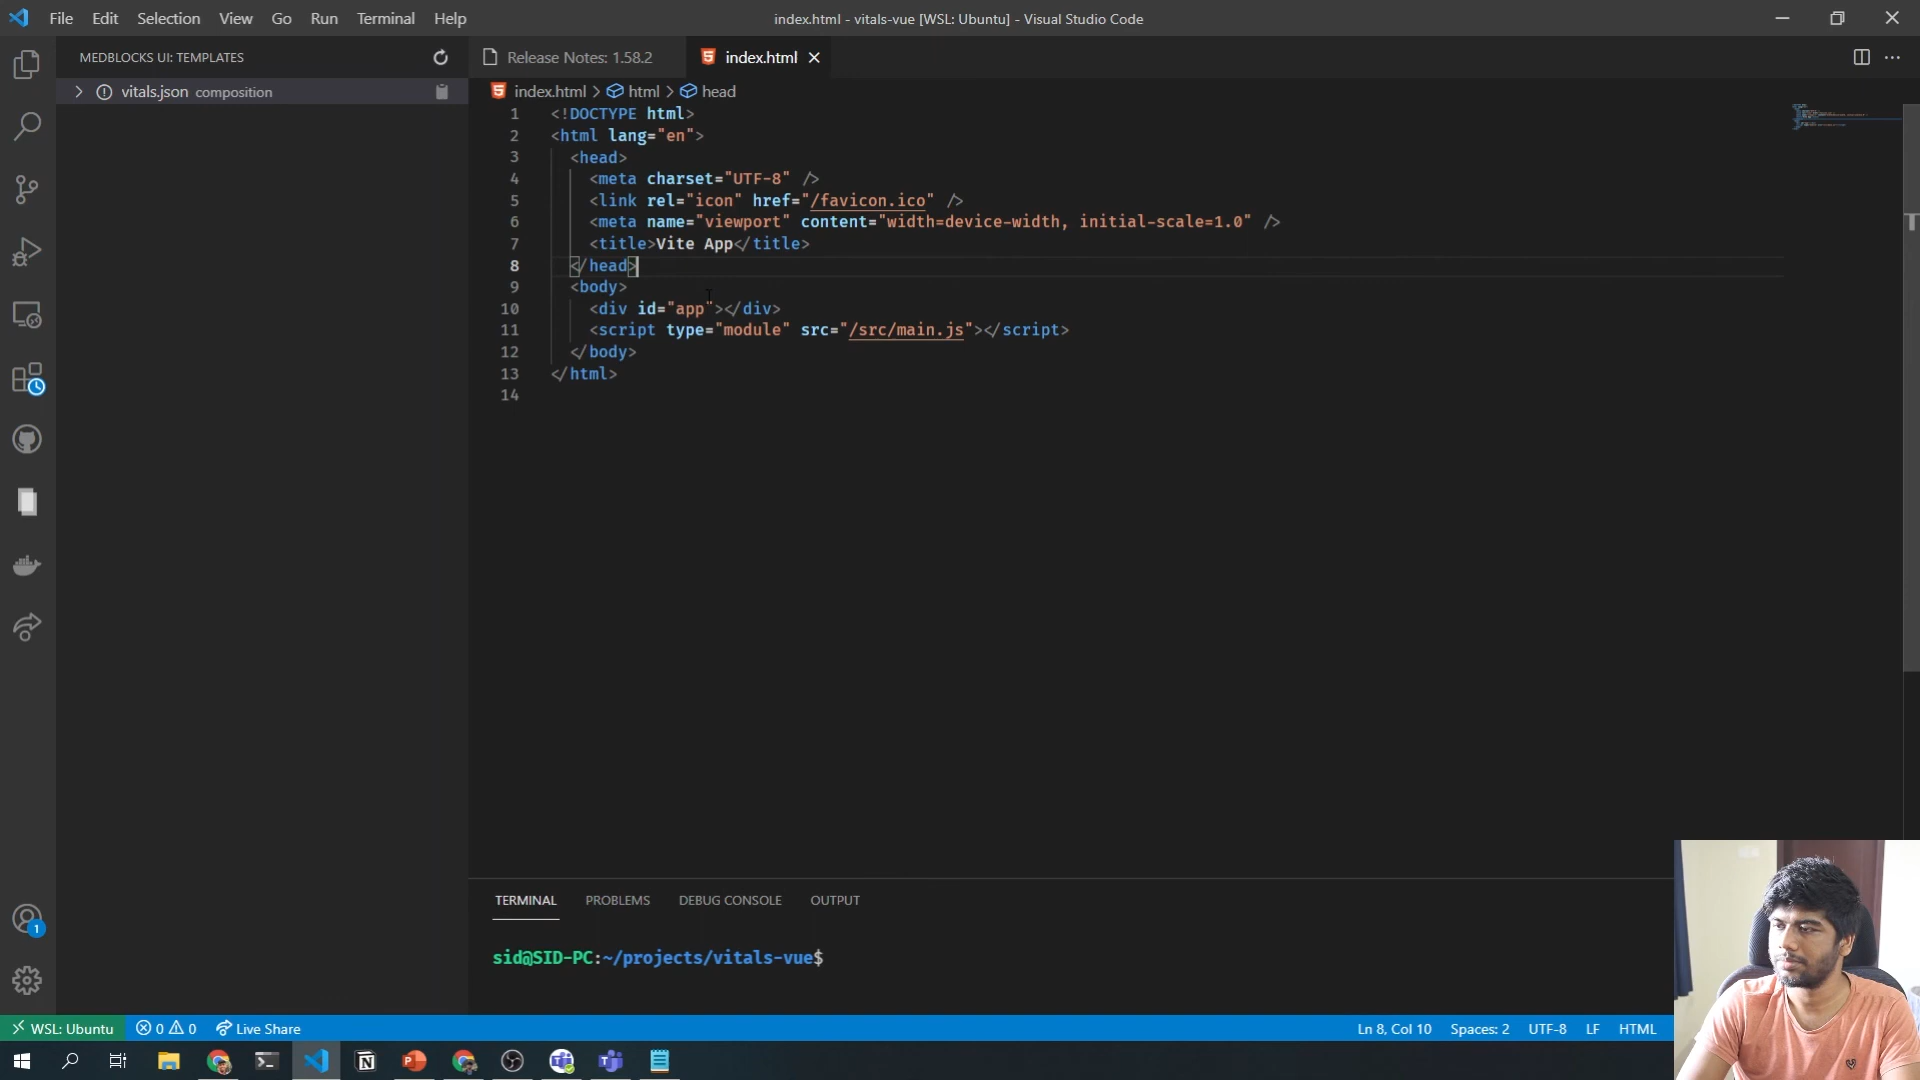 File Edit Selection View Go Run Terminal Help
index.html - vitals-vue [WSL: Ubuntu] - Visual Studio Code
MEDBLOCKS UI: TEMPLATES
vitals.json composition
Release Notes: 1.58.2
index.html
index.html > html > head
1 <!DOCTYPE html>
2 <html lang="en">
3 <head>
4 <meta charset="UTF-8" />
5 <link rel="icon" href="/favicon.ico" />
6 <meta name="viewport" content="width=device-width, initial-scale=1.0" />
7 <title>Vite App</title>
8 </head>
9 <body>
10 <div id="app"></div>
11 <script type="module" src="/src/main.js"></script>
12 </body>
13 </html>
14
TERMINAL PROBLEMS DEBUG CONSOLE OUTPUT
sid@SID-PC:~/projects/vitals-vue$
1
WSL: Ubuntu 0 0 Live Share
Ln 8, Col 10 Spaces: 2 UTF-8 LF HTML